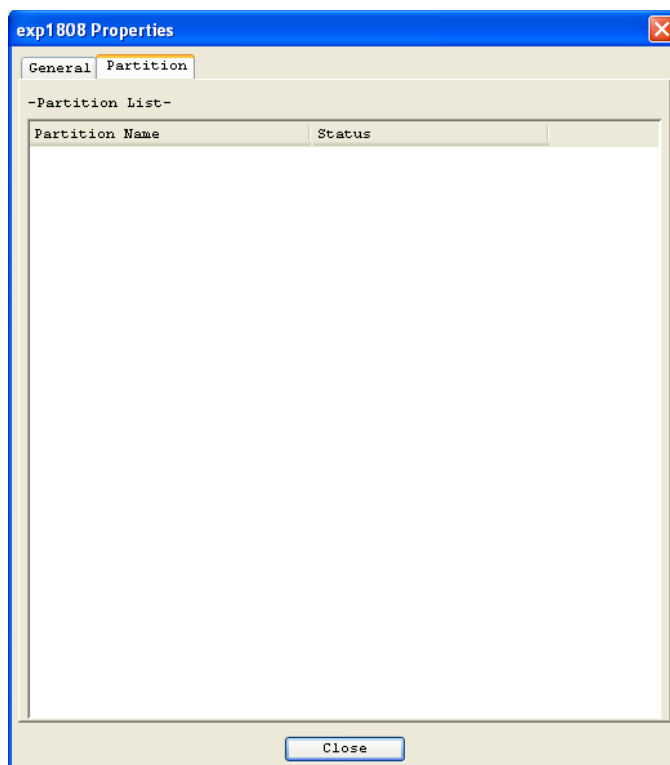 exp1808 Properties
General Partition
-Partition List-
Partition Name Status
Close